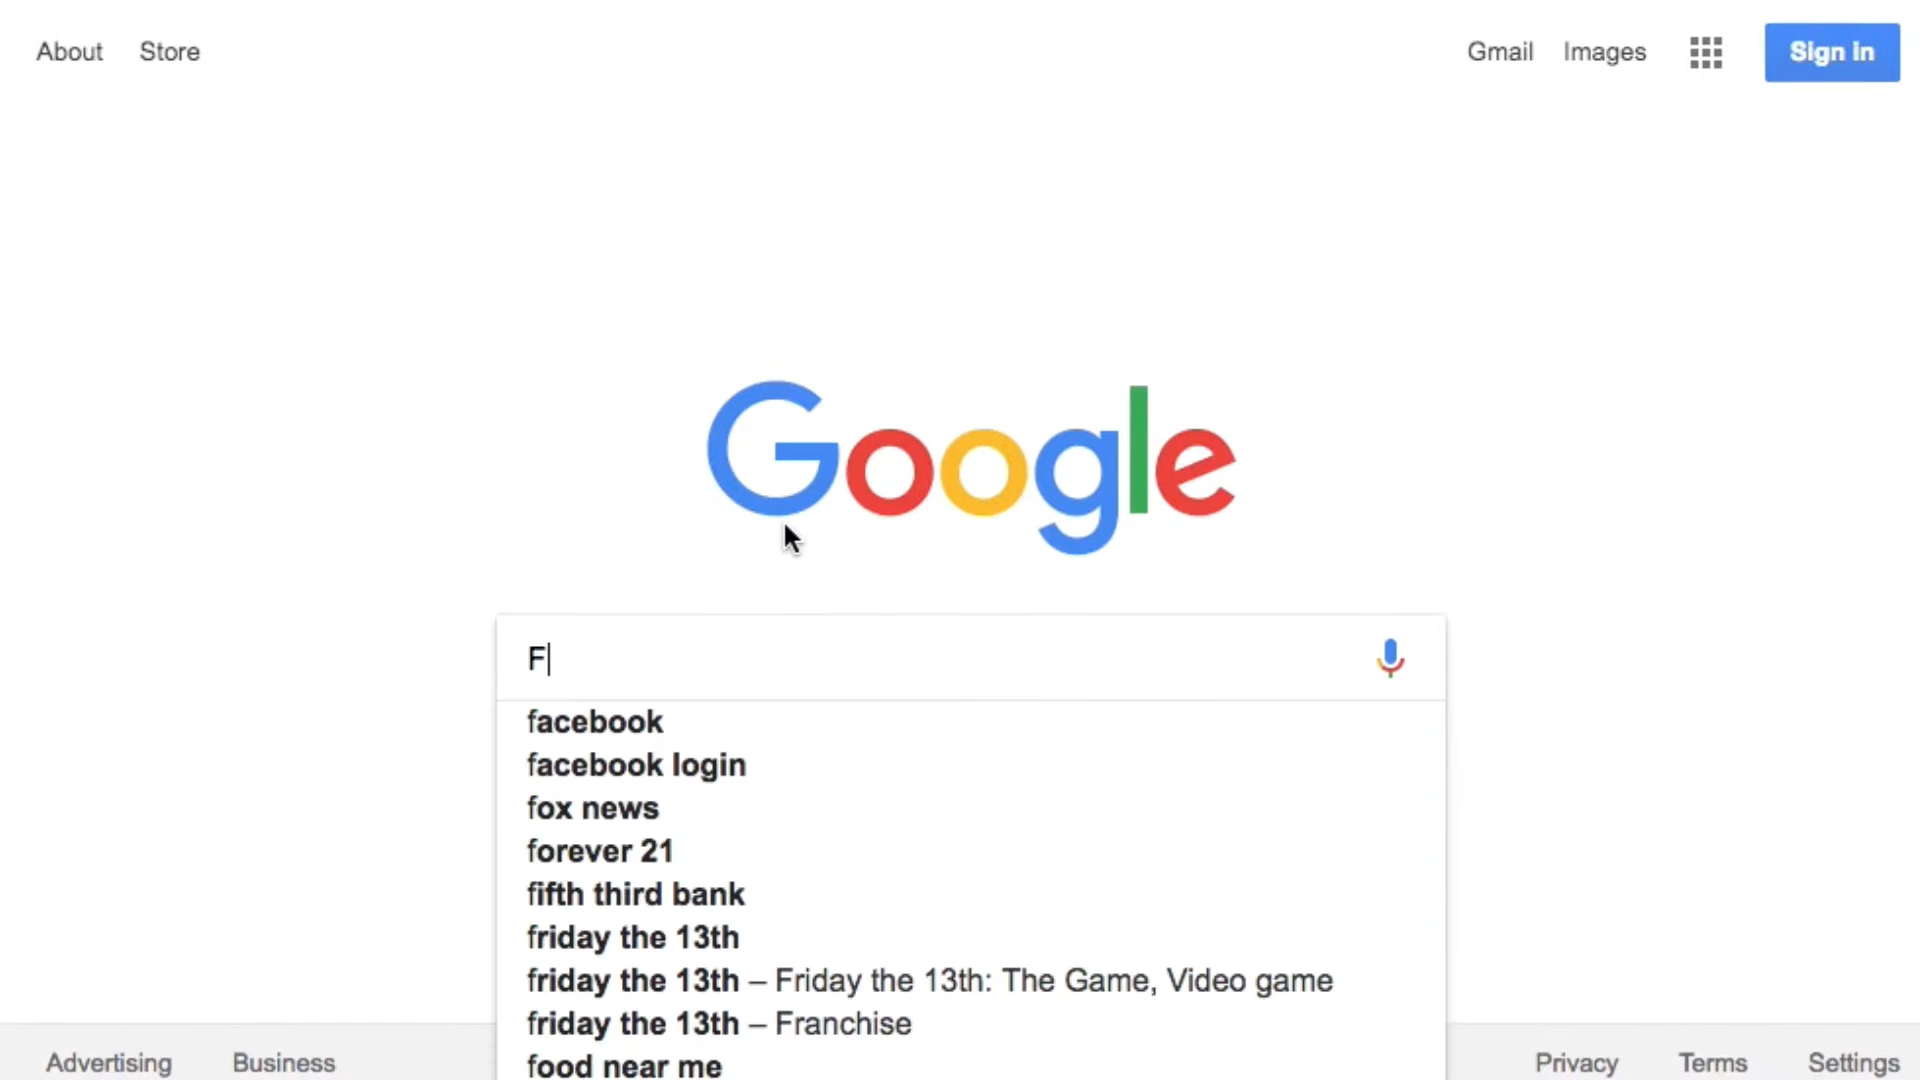 About Store
Gmail Images Sign in
Google
F
facebook
facebook login
fox news
forever 21
fifth third bank
friday the 13th
friday the 13th – Friday the 13th: The Game, Video game
friday the 13th – Franchise
food near me
Advertising Business
Privacy Terms Settings